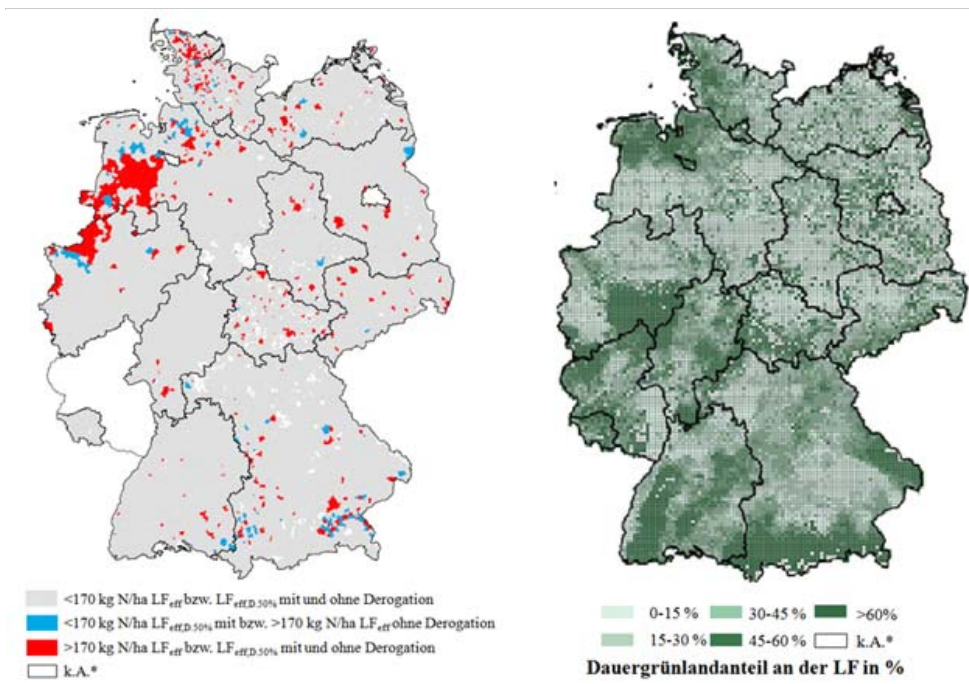 <170 kg N/ha LFeff bzw. LFeff,D.50% mit und ohne Derogation
<170 kg N/ha LFeff,D.50% mit bzw. >170 kg N/ha LFeff ohne Derogation
>170 kg N/ha LFeff bzw. LFeff,D.50% mit und ohne Derogation
k.A.*
0-15 % 30-45 % >60%
15-30 % 45-60 % k.A.*
Dauergrünlandanteil an der LF in %